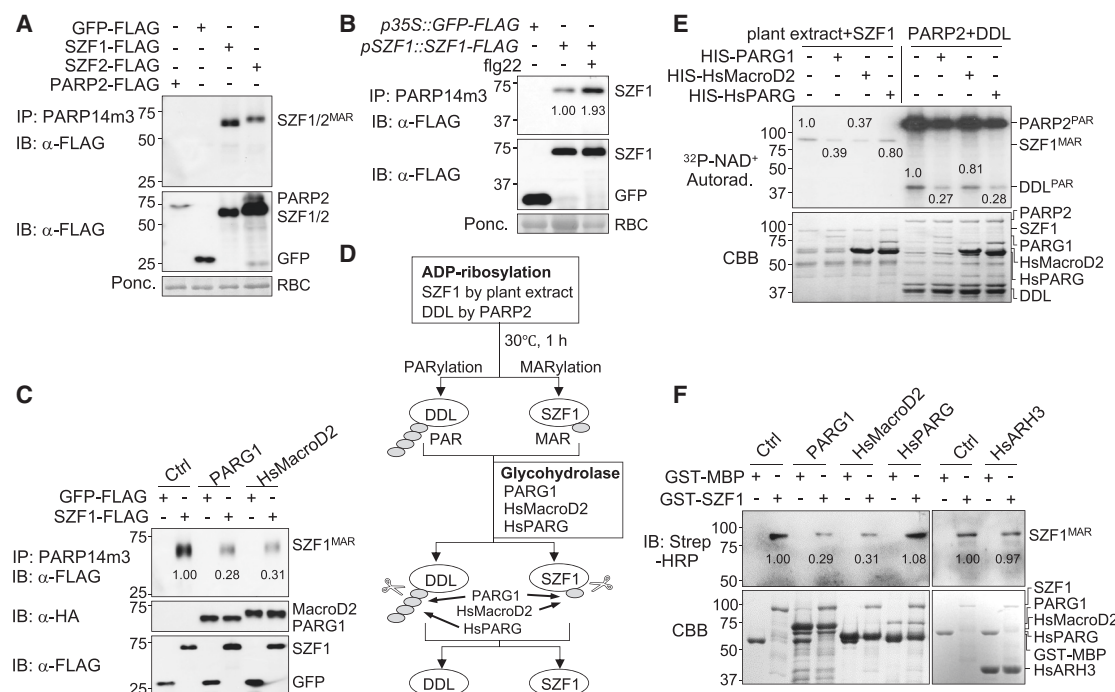 A
GFP-FLAG +
SZF1-FLAG +
SZF2-FLAG +
PARP2-FLAG +
IP: PARP14m3
IB: α-FLAG
75
50
25
SZF1/2MAR
IB: α-FLAG
75
50
25
PARP2
SZF1/2
GFP
Ponc.
RBC
B
p35S::GFP-FLAG + - -
pSZF1::SZF1-FLAG - + +
flg22 - - +
IP: PARP14m3
IB: α-FLAG
75
37
1.00 1.93
SZF1
IB: α-FLAG
75
37
SZF1
GFP
Ponc.
RBC
C
Ctrl PARG1 HsMacroD2
GFP-FLAG + - + - + -
SZF1-FLAG - + - + - +
IP: PARP14m3
IB: α-FLAG
75
50
1.00 0.28 0.31
SZF1MAR
IB: α-HA
75
50
MacroD2
PARG1
IB: α-FLAG
75
50
37
25
SZF1
GFP
D
ADP-ribosylation
SZF1 by plant extract
DDL by PARP2
30℃, 1 h
PARylation MARylation
DDL SZF1
PAR MAR
Glycohydrolase
PARG1
HsMacroD2
HsPARG
DDL SZF1
PARG1
HsMacroD2
HsPARG
DDL SZF1
E
plant extract+SZF1 PARP2+DDL
HIS-PARG1 - + - - - + - -
HIS-HsMacroD2 - - + - - - + -
HIS-HsPARG - - - + - - - +
32P-NAD+
Autorad.
100
75
50
37
1.0 0.39 0.37 0.80
1.0 0.27 0.81 0.28
PARP2PAR
SZF1MAR
DDLPAR
CBB
100
75
50
37
PARP2
SZF1
PARG1
HsMacroD2
HsPARG
DDL
F
Ctrl PARG1 HsMacroD2 HsPARG Ctrl HsARH3
GST-MBP + - + - + - + - + - + -
GST-SZF1 - + - + - + - + - + - +
IB: Strep
-HRP
100
75
50
1.00 0.29 0.31 1.08 1.00 0.97
SZF1MAR
CBB
100
75
50
37
SZF1
PARG1
HsMacroD2
HsPARG
GST-MBP
HsARH3